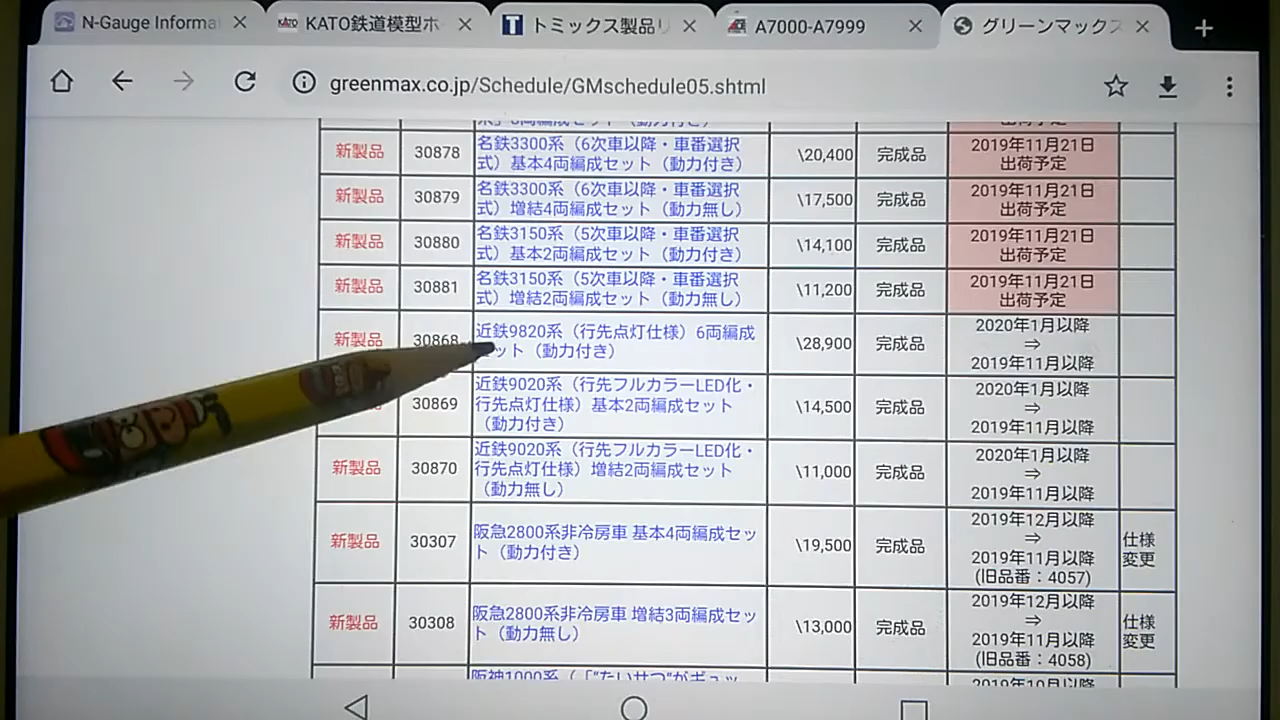 N-Gauge Informa
KATO鉄道模型ホ
トミックス製品リ
A7000-A7999
グリーンマックス
greenmax.co.jp/Schedule/GMschedule05.shtml
新製品 30878 名鉄3300系（6次車以降・車番選択 \20,400 完成品 2019年11月21日
式）基本4両編成セット（動力付き） 出荷予定
新製品 30879 名鉄3300系（6次車以降・車番選択 \17,500 完成品 2019年11月21日
式）増結4両編成セット（動力無し） 出荷予定
新製品 30880 名鉄3150系（5次車以降・車番選択 \14,100 完成品 2019年11月21日
式）基本2両編成セット（動力付き） 出荷予定
新製品 30881 名鉄3150系（5次車以降・車番選択 \11,200 完成品 2019年11月21日
式）増結2両編成セット（動力無し） 出荷予定
新製品 30868 近鉄9820系（行先点灯仕様）6両編成 \28,900 完成品 2020年1月以降
ット（動力付き） ⇒
2019年11月以降
30869 近鉄9020系（行先フルカラーLED化・ \14,500 完成品 2020年1月以降
行先点灯仕様）基本2両編成セット ⇒
（動力付き） 2019年11月以降
新製品 30870 近鉄9020系（行先フルカラーLED化・ \11,000 完成品 2020年1月以降
行先点灯仕様）増結2両編成セット ⇒
（動力無し） 2019年11月以降
新製品 30307 阪急2800系非冷房車 基本4両編成セッ \19,500 完成品 2019年12月以降 仕様
ト（動力付き） ⇒ 変更
2019年11月以降
(旧品番：4057)
新製品 30308 阪急2800系非冷房車 増結3両編成セッ \13,000 完成品 2019年12月以降 仕様
ト（動力無し） ⇒ 変更
2019年11月以降
(旧品番：4058)
阪神1000系（「“たいせつ”がギュッ 2019年10月以降